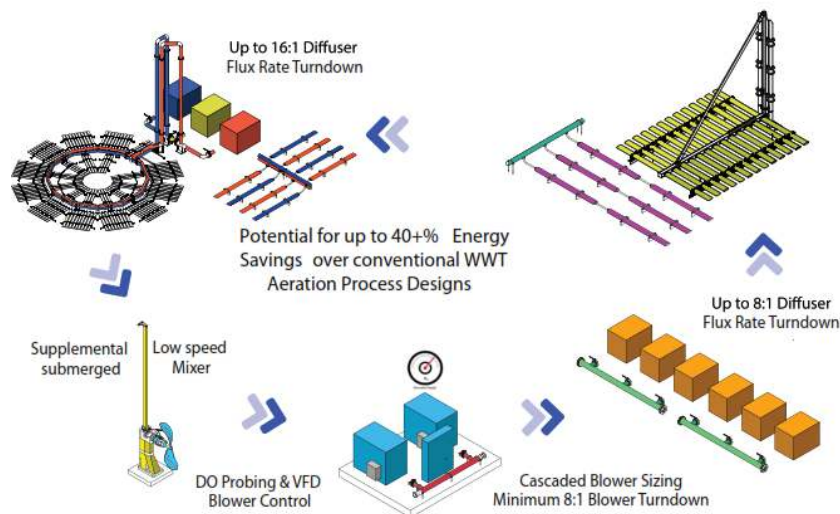 Up to 16:1 Diffuser
Flux Rate Turndown
Potential for up to 40+% Energy
Savings over conventional WWT
Aeration Process Designs
Up to 8:1 Diffuser
Flux Rate Turndown
Supplemental
submerged
Low speed
Mixer
DO Probing & VFD
Blower Control
Cascaded Blower Sizing
Minimum 8:1 Blower Turndown